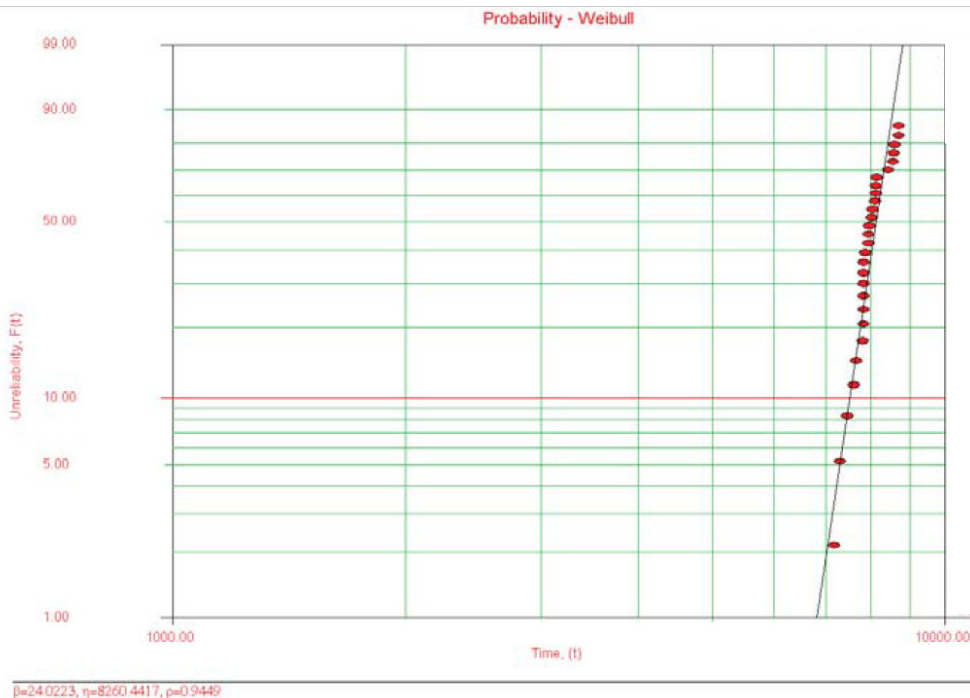 Probability - Weibull
99.00
90.00
50.00
Unreliability, F(t)
10.00
5.00
1.00
1000.00
10000.00
Time, (t)
β=24.0223, η=8260.4417, ρ=0.9449